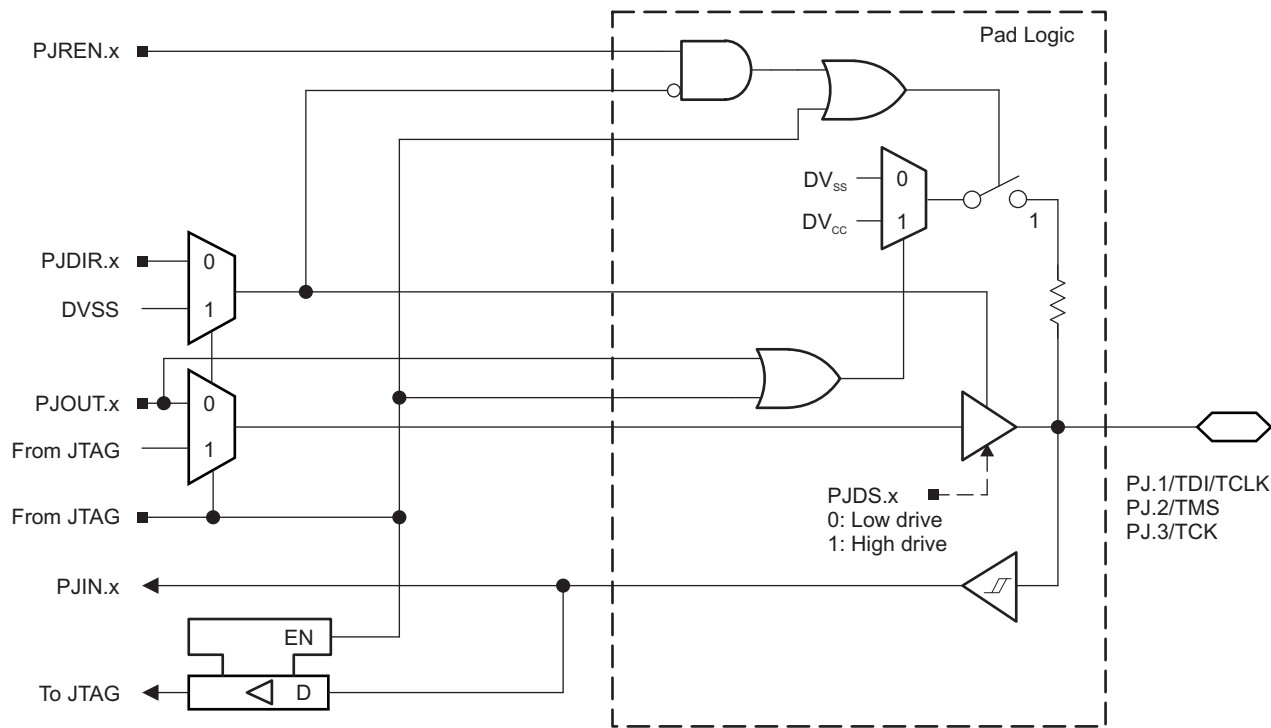 Pad Logic
PJREN.x
DVSS
0
DVCC
1
1
PJDIR.x
0
DVSS
1
PJOUT.x
0
From JTAG
1
PJDS.x
0: Low drive
1: High drive
PJ.1/TDI/TCLK
PJ.2/TMS
PJ.3/TCK
From JTAG
PJIN.x
EN
To JTAG
D